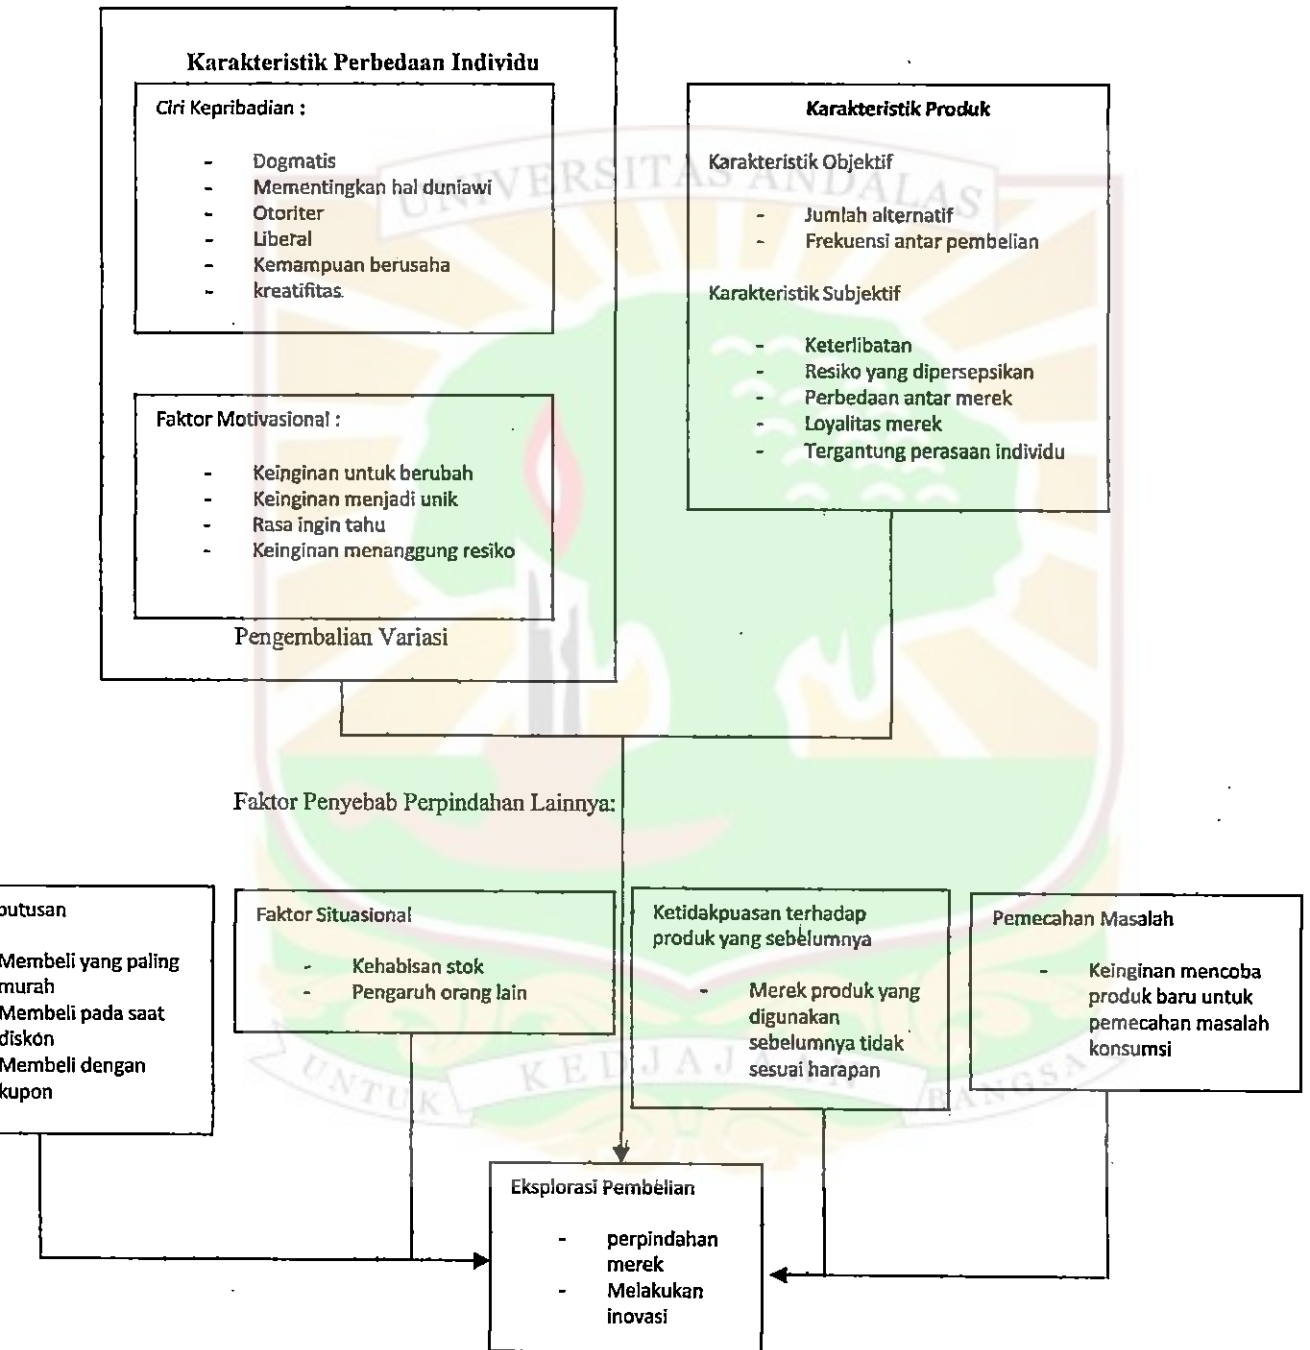 Karakteristik Perbedaan Individu
Ciri Kepribadian :
- Dogmatis
- Mementingkan hal duniawi
- Otoriter
- Liberal
- Kemampuan berusaha
- kreatifitas.
Faktor Motivasional :
- Keinginan untuk berubah
- Keinginan menjadi unik
- Rasa ingin tahu
- Keinginan menanggung resiko
Pengembalian Variasi
Karakteristik Produk
Karakteristik Objektif
- Jumlah alternatif
- Frekuensi antar pembelian
Karakteristik Subjektif
- Keterlibatan
- Resiko yang dipersepsikan
- Perbedaan antar merek
- Loyalitas merek
- Tergantung perasaan individu
UNIVERSITAS ANDALAS
Faktor Penyebab Perpindahan Lainnya:
putusan
Membeli yang paling
murah
Membeli pada saat
diskon
Membeli dengan
kupon
Faktor Situasional
- Kehabisan stok
- Pengaruh orang lain
Ketidakpuasan terhadap
produk yang sebelumnya
- Merek produk yang
digunakan
sebelumnya tidak
sesuai harapan
Pemecahan Masalah
- Keinginan mencoba
produk baru untuk
pemecahan masalah
konsumsi
UNTUK KEDJAJAAN BANGSA
Eksplorasi Pembelian
- perpindahan
merek
- Melakukan
inovasi